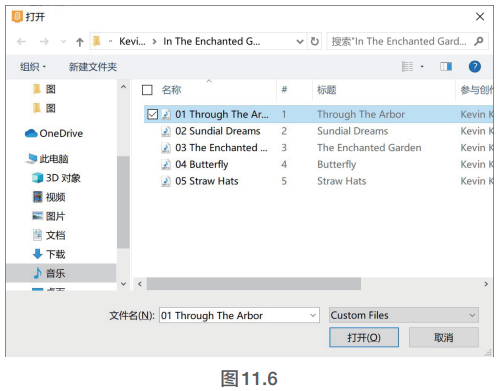 打开
Kevi... › In The Enchanted G...
搜索"In The Enchanted Gard...
组织
新建文件夹
名称 # 标题 参与创作
图
图
OneDrive
此电脑
3D 对象
视频
图片
文档
下载
音乐
01 Through The Ar... 1 Through The Arbor Kevin K
02 Sundial Dreams 2 Sundial Dreams Kevin K
03 The Enchanted ... 3 The Enchanted Garden Kevin K
04 Butterfly 4 Butterfly Kevin K
05 Straw Hats 5 Straw Hats Kevin K
文件名(N): 01 Through The Arbor Custom Files
打开(O) 取消
图11.6